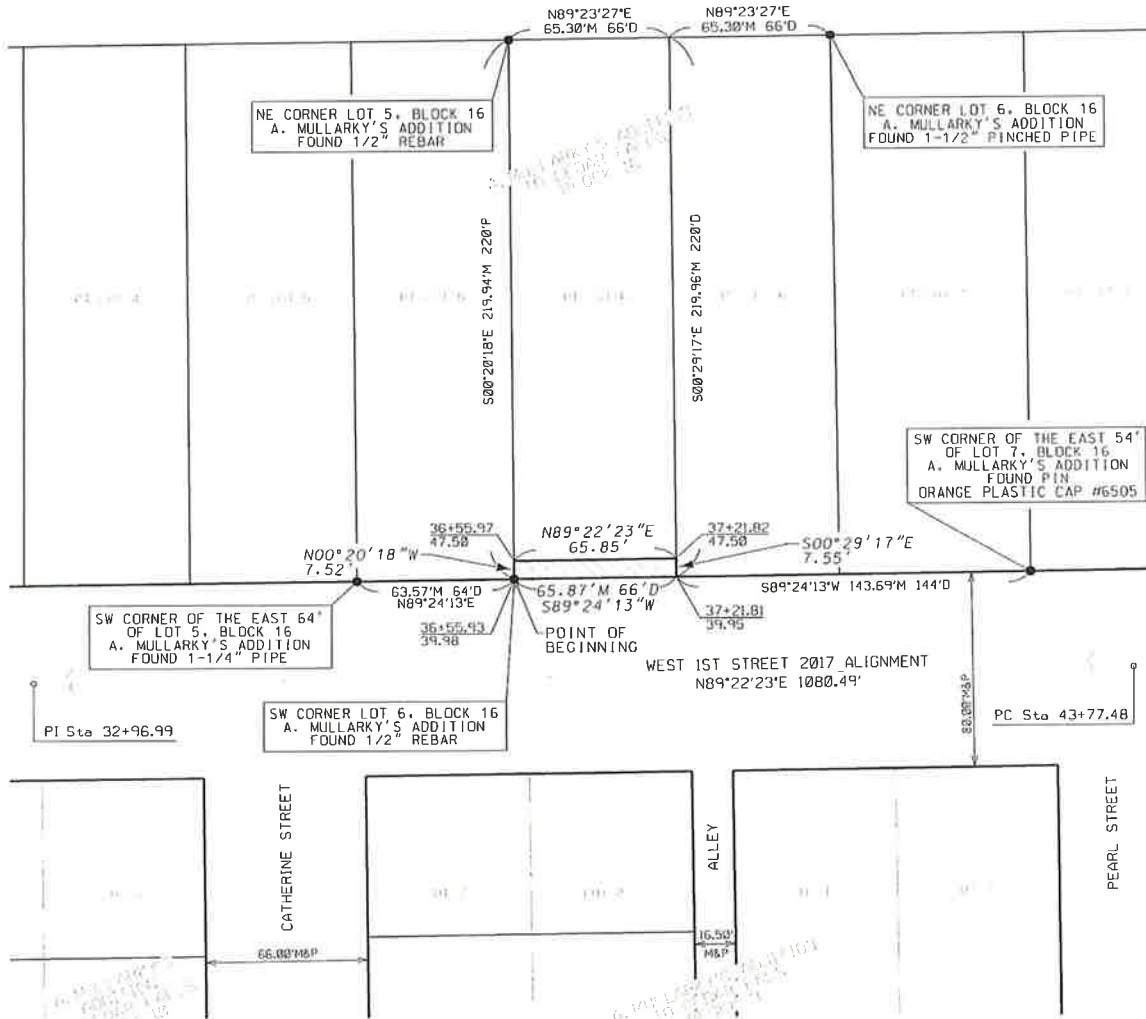 N89°23'27"E
65.30'M 66'D
N89°23'27"E
65.30'M 66'D
NE CORNER LOT 5, BLOCK 16
A. MULLARKY'S ADDITION
FOUND 1/2" REBAR
NE CORNER LOT 6, BLOCK 16
A. MULLARKY'S ADDITION
FOUND 1-1/2" PINCHED PIPE
S00°20'18"E 219.94'M 220'P
S00°29'17"E 219.96'M 220'D
SW CORNER OF THE EAST 54'
OF LOT 7, BLOCK 16
A. MULLARKY'S ADDITION
FOUND PIN
ORANGE PLASTIC CAP #6505
36+55.97
47.50
N89°22'23"E
65.85'
37+21.82
47.50
N00°20'18"W
7.52'
S00°29'17"E
7.55'
63.57'M 64'D
N89°24'13"E
65.87'M 66'D
S89°24'13"W
S89°24'13"W 143.69'M 144'D
SW CORNER OF THE EAST 64'
OF LOT 5, BLOCK 16
A. MULLARKY'S ADDITION
FOUND 1-1/4" PIPE
36+55.93
39.98
POINT OF
BEGINNING
37+21.81
39.95
WEST 1ST STREET 2017 ALIGNMENT
N89°22'23"E 1080.49'
80.00'M&P
PI Sta 32+96.99
SW CORNER LOT 6, BLOCK 16
A. MULLARKY'S ADDITION
FOUND 1/2" REBAR
PC Sta 43+77.48
CATHERINE STREET
ALLEY
PEARL STREET
66.00'M&P
16.50'
M&P